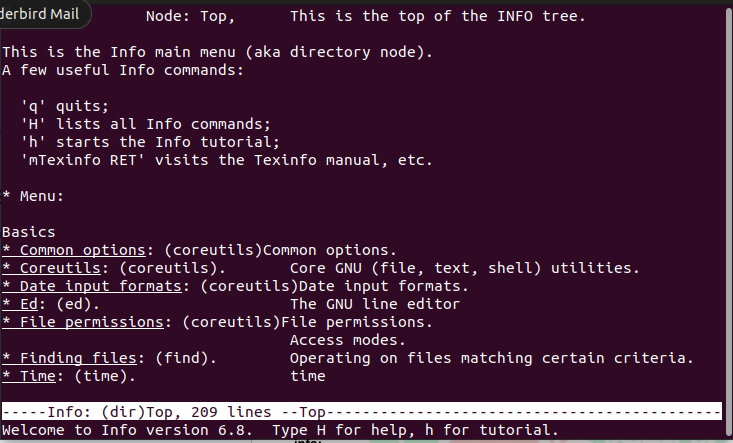 derbird Mail
Node: Top,      This is the top of the INFO tree.
This is the Info main menu (aka directory node).
A few useful Info commands:
'q' quits;
'H' lists all Info commands;
'h' starts the Info tutorial;
'mTexinfo RET' visits the Texinfo manual, etc.
* Menu:
Basics
* Common options: (coreutils)Common options.
* Coreutils: (coreutils).       Core GNU (file, text, shell) utilities.
* Date input formats: (coreutils)Date input formats.
* Ed: (ed).                     The GNU line editor
* File permissions: (coreutils)File permissions.
Access modes.
* Finding files: (find).        Operating on files matching certain criteria.
* Time: (time).                 time
-----Info: (dir)Top, 209 lines --Top--------------------------------------------
Welcome to Info version 6.8.  Type H for help, h for tutorial.